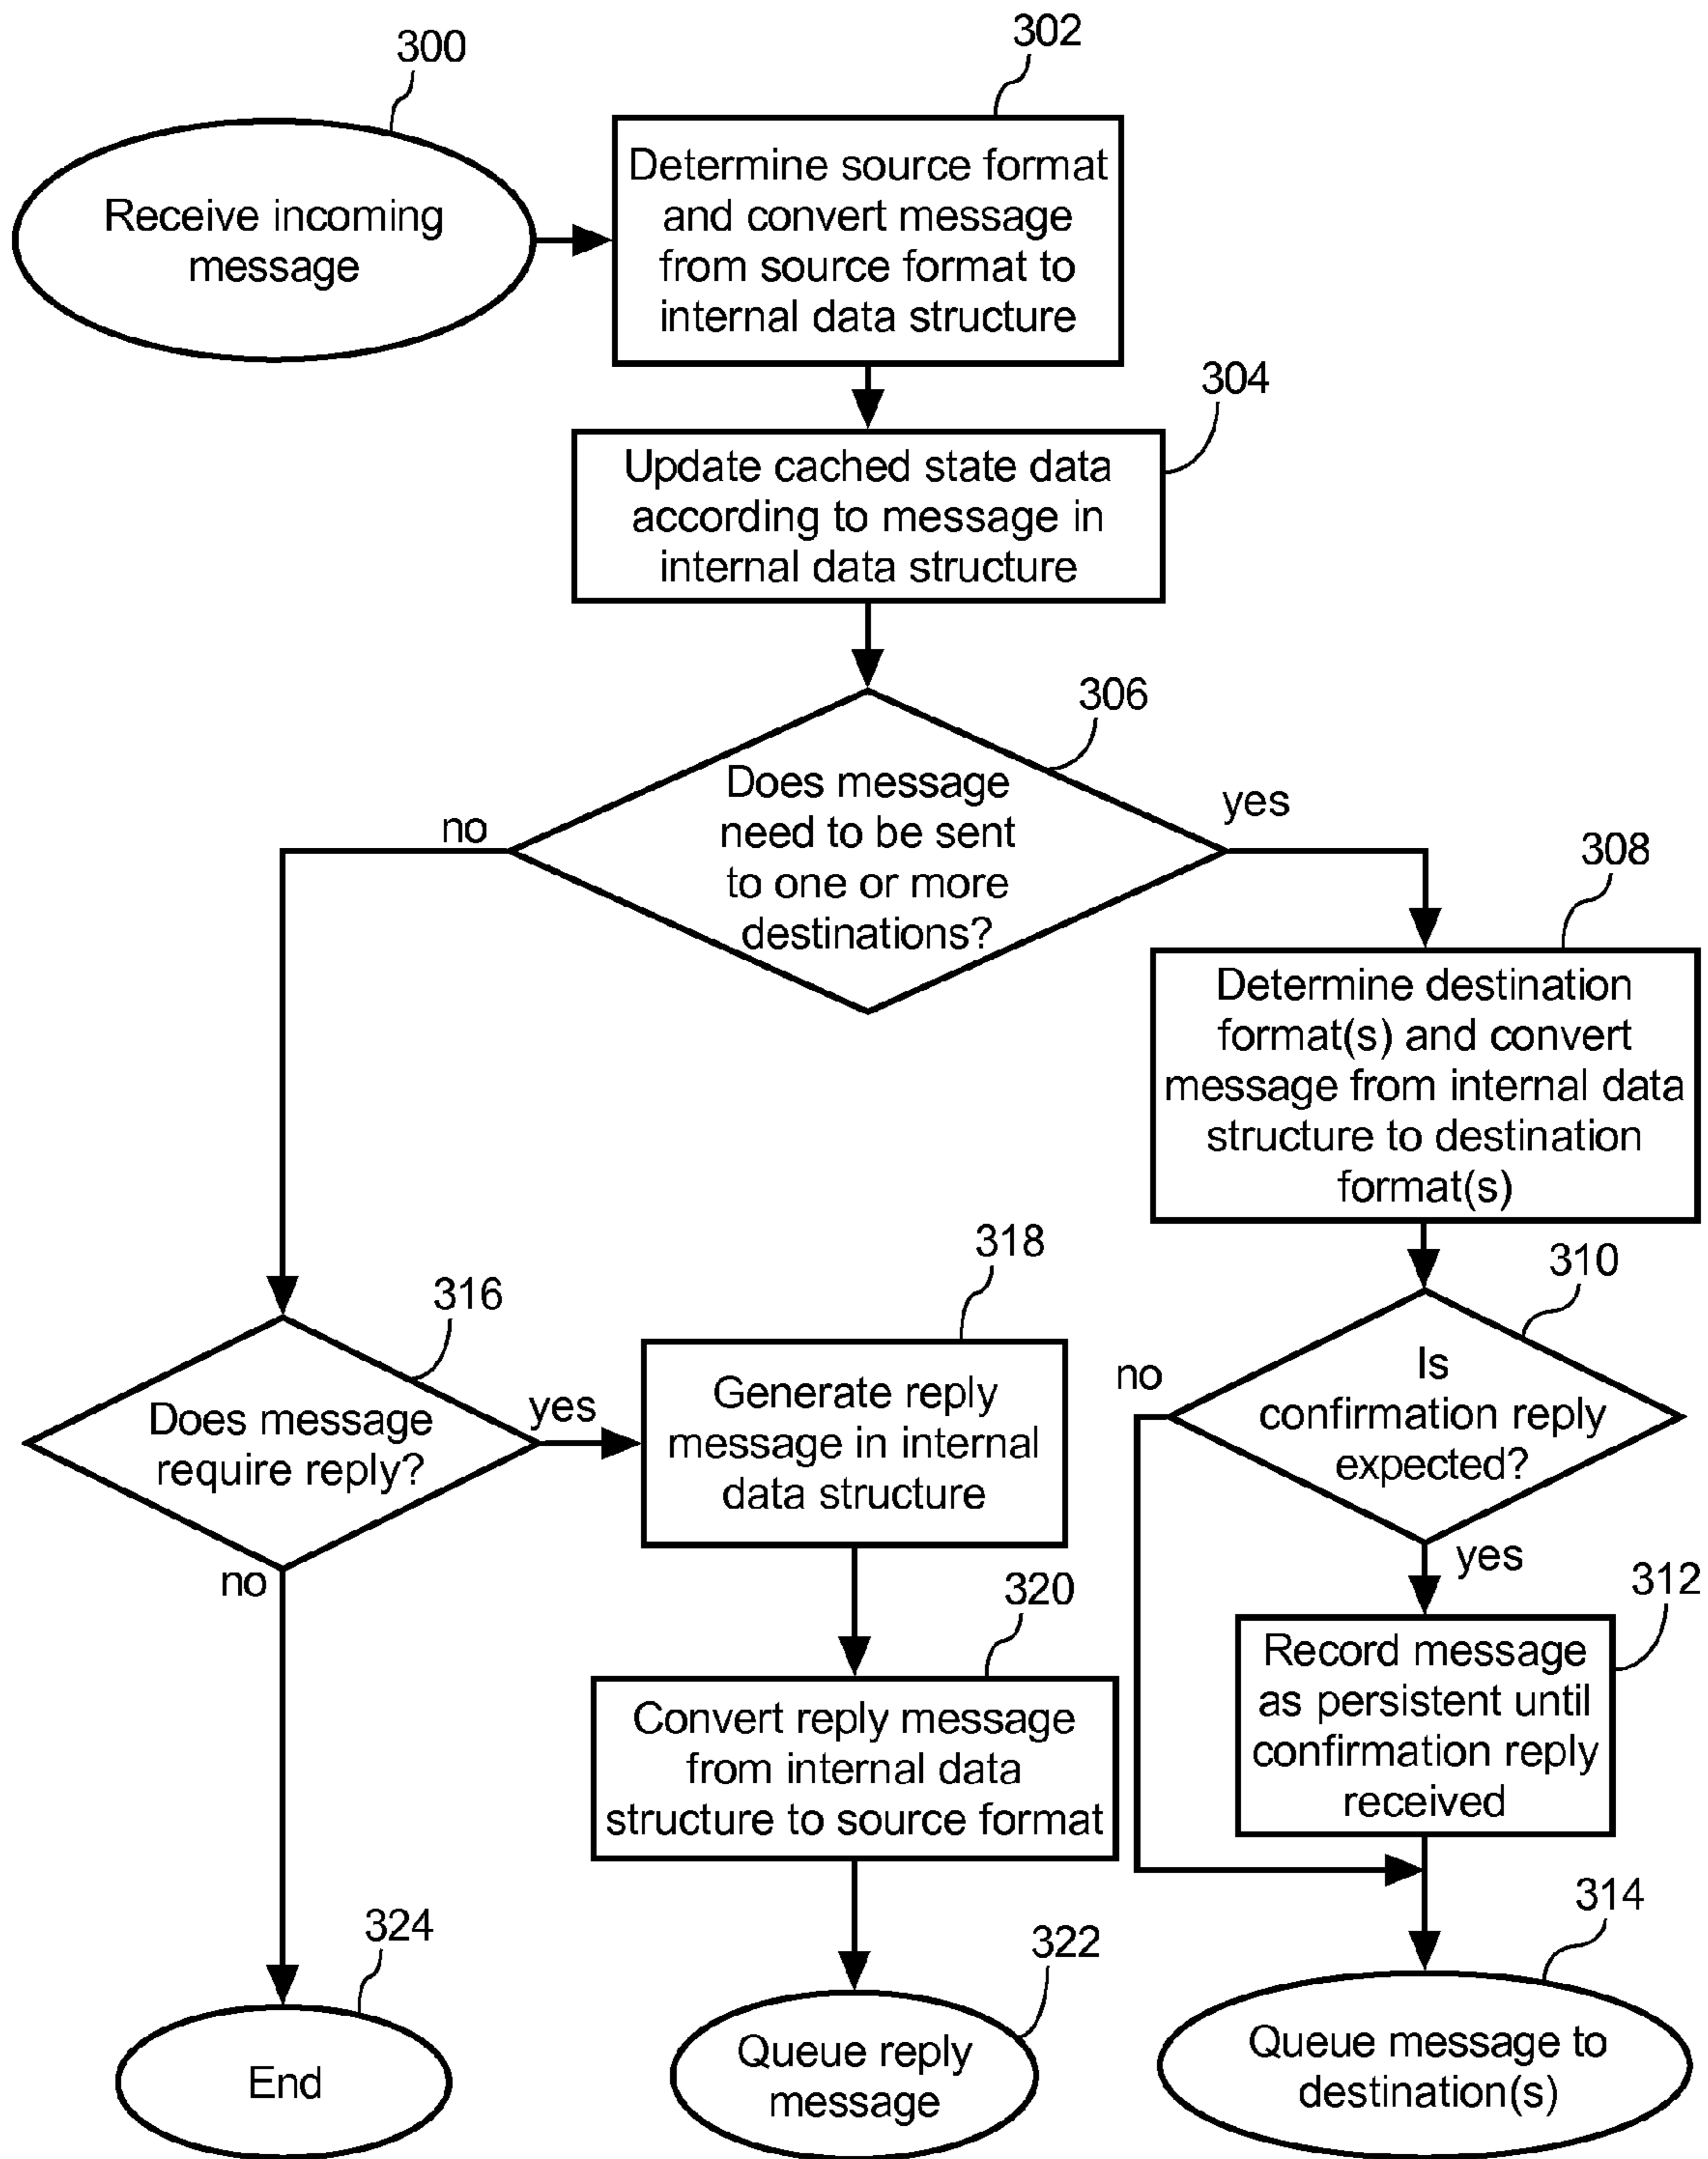 300
302
Receive incoming
message
Determine source format
and convert message
from source format to
internal data structure
304
Update cached state data
according to message in
internal data structure
306
Does message
need to be sent
to one or more
destinations?
no
yes
308
Determine destination
format(s) and convert
message from internal data
structure to destination
format(s)
310
Is
confirmation reply
expected?
no
yes
312
Record message
as persistent until
confirmation reply
received
314
Queue message to
destination(s)
316
Does message
require reply?
yes
no
318
Generate reply
message in internal
data structure
320
Convert reply message
from internal data
structure to source format
322
Queue reply
message
324
End